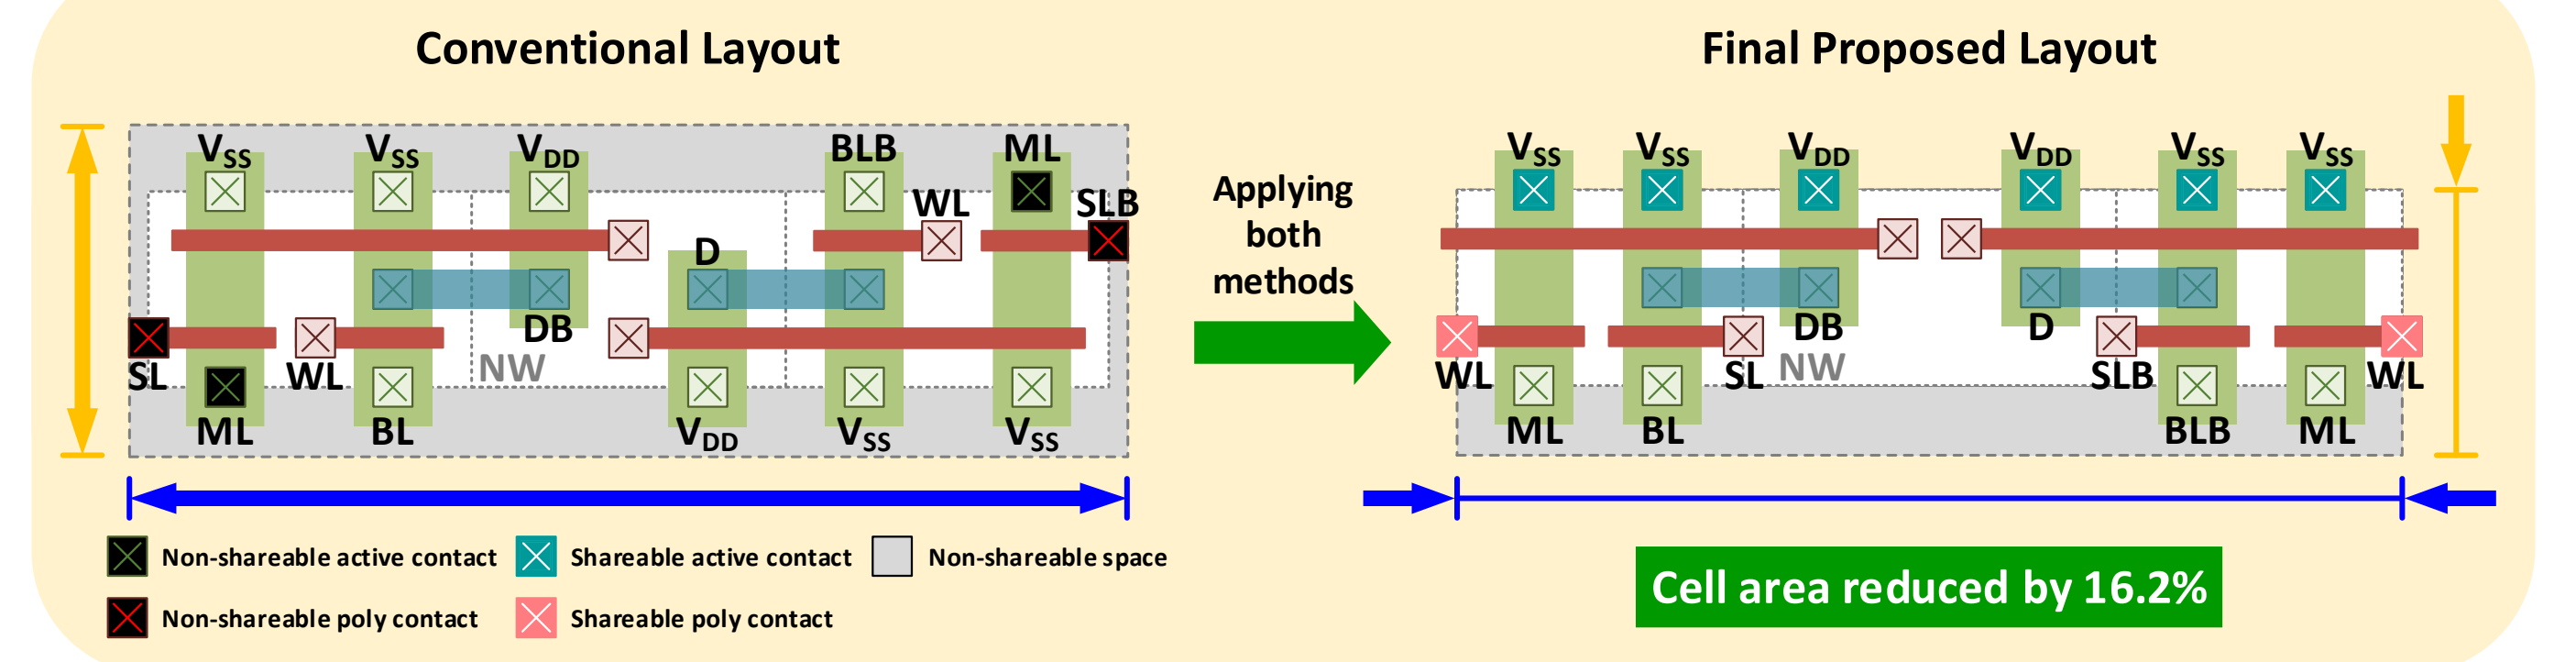 Conventional Layout
Final Proposed Layout
VSS VSS VDD BLB ML
WL SLB
D
SL WL DB NW
ML BL VDD VSS VSS
Applying
both
methods
VSS VSS VDD VDD VSS VSS
WL SL DB NW D SLB WL
ML BL BLB ML
Non-shareable active contact
Shareable active contact
Non-shareable space
Non-shareable poly contact
Shareable poly contact
Cell area reduced by 16.2%